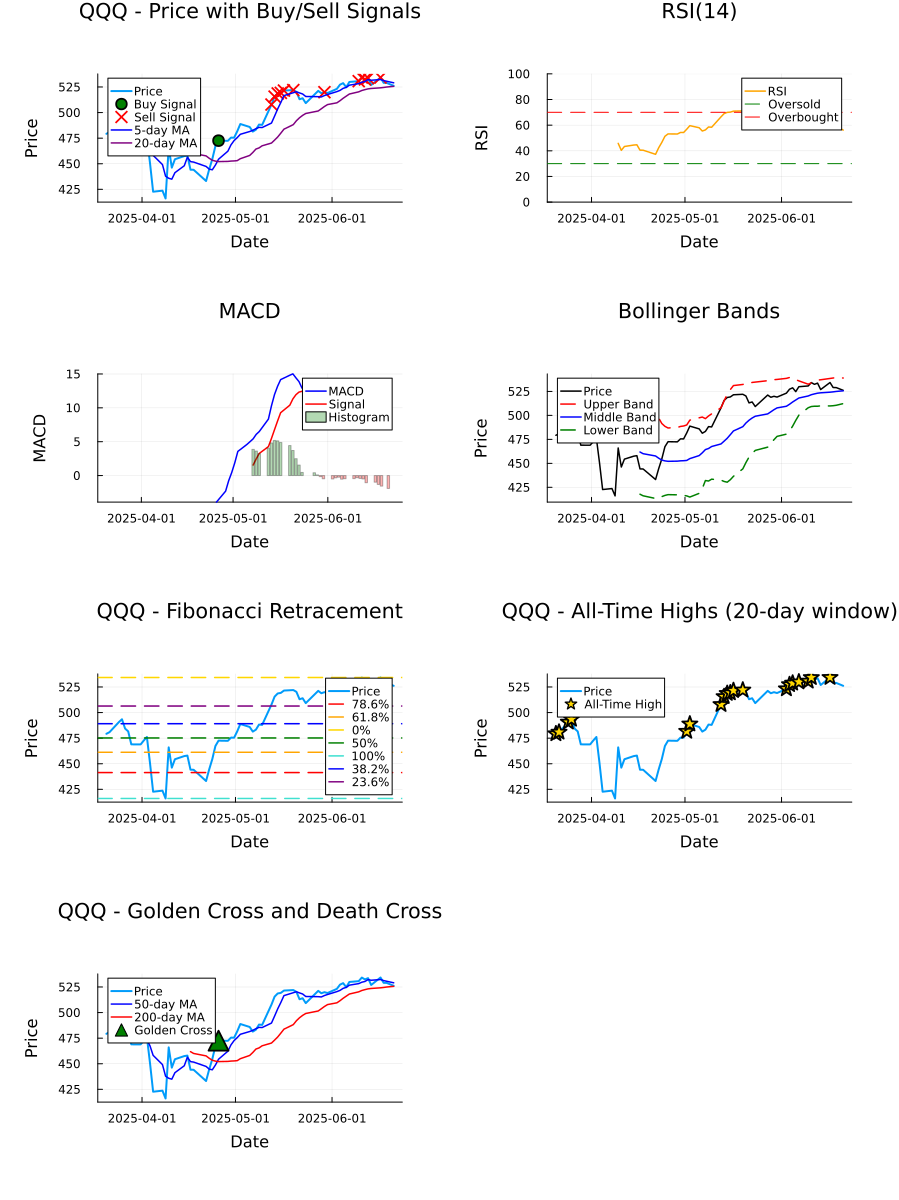 QQQ - Price with Buy/Sell Signals
Price
525
500
475
450
425
Price
Buy Signal
Sell Signal
5-day MA
20-day MA
2025-04-01
2025-05-01
2025-06-01
Date
RSI(14)
RSI
100
80
60
40
20
0
RSI
Oversold
Overbought
2025-04-01
2025-05-01
2025-06-01
Date
MACD
MACD
15
10
5
0
MACD
Signal
Histogram
2025-04-01
2025-05-01
2025-06-01
Date
Bollinger Bands
Price
525
500
475
450
425
Price
Upper Band
Middle Band
Lower Band
2025-04-01
2025-05-01
2025-06-01
Date
QQQ - Fibonacci Retracement
Price
525
500
475
450
425
Price
78.6%
61.8%
0%
50%
100%
38.2%
23.6%
2025-04-01
2025-05-01
2025-06-01
Date
QQQ - All-Time Highs (20-day window)
Price
525
500
475
450
425
Price
All-Time High
2025-04-01
2025-05-01
2025-06-01
Date
QQQ - Golden Cross and Death Cross
Price
525
500
475
450
425
Price
50-day MA
200-day MA
Golden Cross
2025-04-01
2025-05-01
2025-06-01
Date